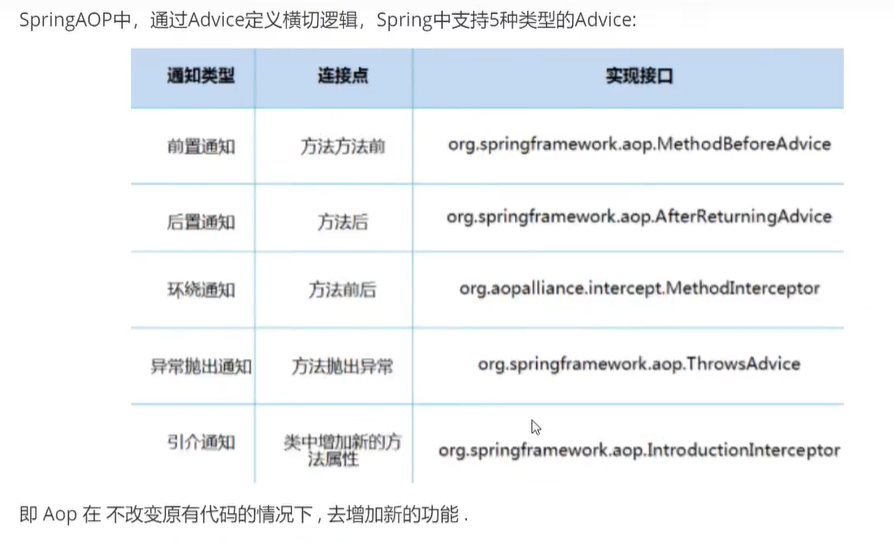 SpringAOP中，通过Advice定义横切逻辑，Spring中支持5种类型的Advice:
通知类型 连接点 实现接口
前置通知 方法方法前 org.springframework.aop.MethodBeforeAdvice
后置通知 方法后 org.springframework.aop.AfterReturningAdvice
环绕通知 方法前后 org.aopalliance.intercept.MethodInterceptor
异常抛出通知 方法抛出异常 org.springframework.aop.ThrowsAdvice
引介通知 类中增加新的方
法属性 org.springframework.aop.IntroductionInterceptor
即 Aop 在 不改变原有代码的情况下 , 去增加新的功能 .